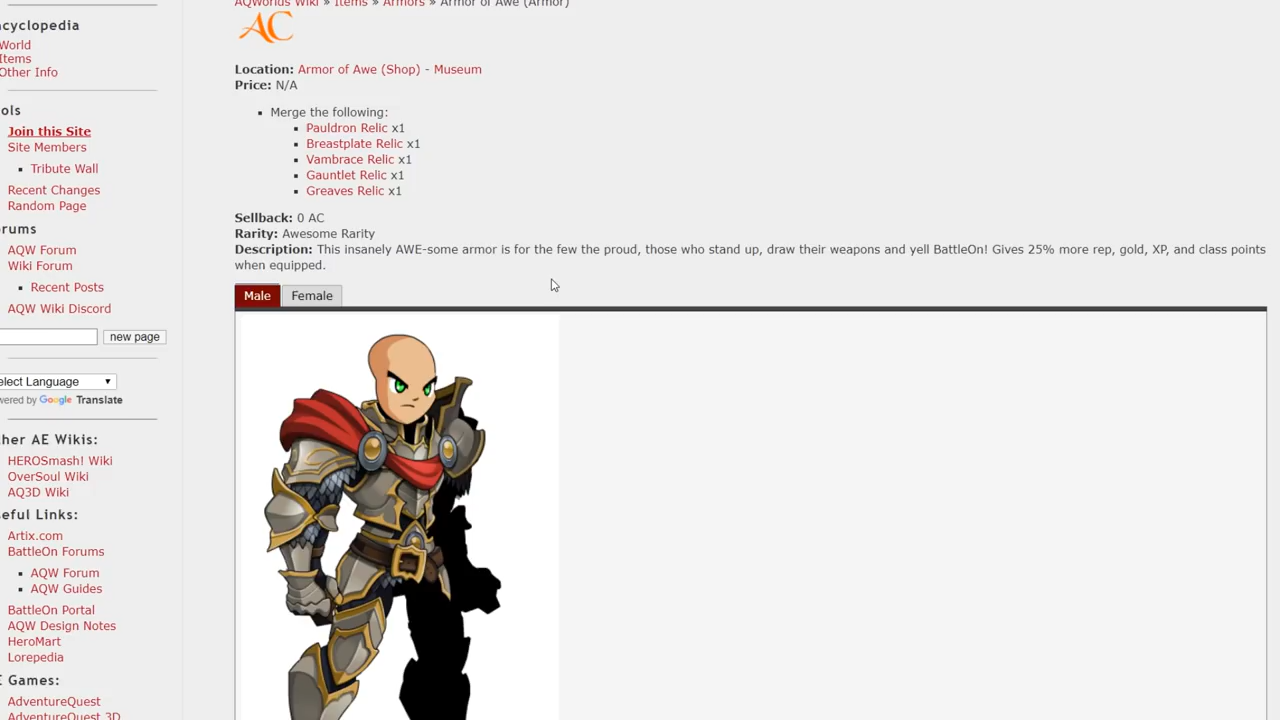 AQWorlds Wiki » Items » Armors » Armor of Awe (Armor)
AC
Location: Armor of Awe (Shop) - Museum
Price: N/A
Merge the following:
Pauldron Relic x1
Breastplate Relic x1
Vambrace Relic x1
Gauntlet Relic x1
Greaves Relic x1
Sellback: 0 AC
Rarity: Awesome Rarity
Description: This insanely AWE-some armor is for the few the proud, those who stand up, draw their weapons and yell BattleOn! Gives 25% more rep, gold, XP, and class points
when equipped.
Male Female
cyclopedia
World
Items
Other Info
ols
Join this Site
Site Members
Tribute Wall
Recent Changes
Random Page
rums
AQW Forum
Wiki Forum
Recent Posts
AQW Wiki Discord
new page
elect Language
wered by Google Translate
her AE Wikis:
HEROSmash! Wiki
OverSoul Wiki
AQ3D Wiki
seful Links:
Artix.com
BattleOn Forums
AQW Forum
AQW Guides
BattleOn Portal
AQW Design Notes
HeroMart
Lorepedia
E Games:
AdventureQuest
AdventureQuest 3D